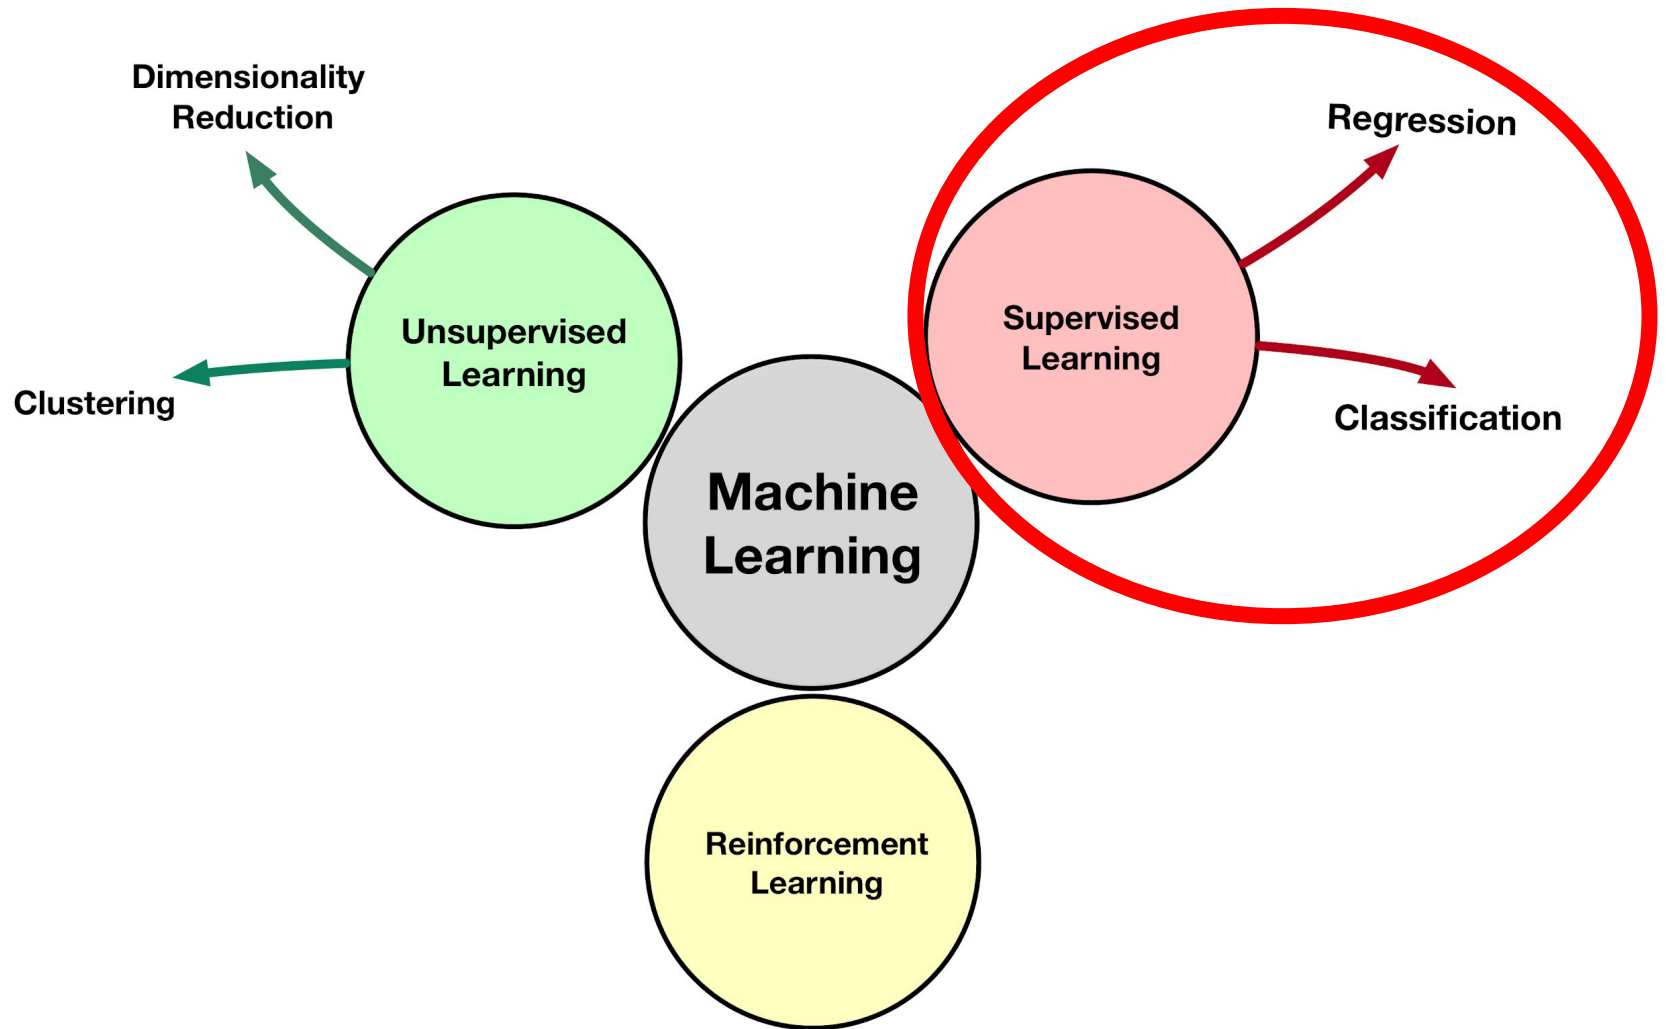 Dimensionality
Reduction
Clustering
Unsupervised
Learning
Machine
Learning
Supervised
Learning
Regression
Classification
Reinforcement
Learning